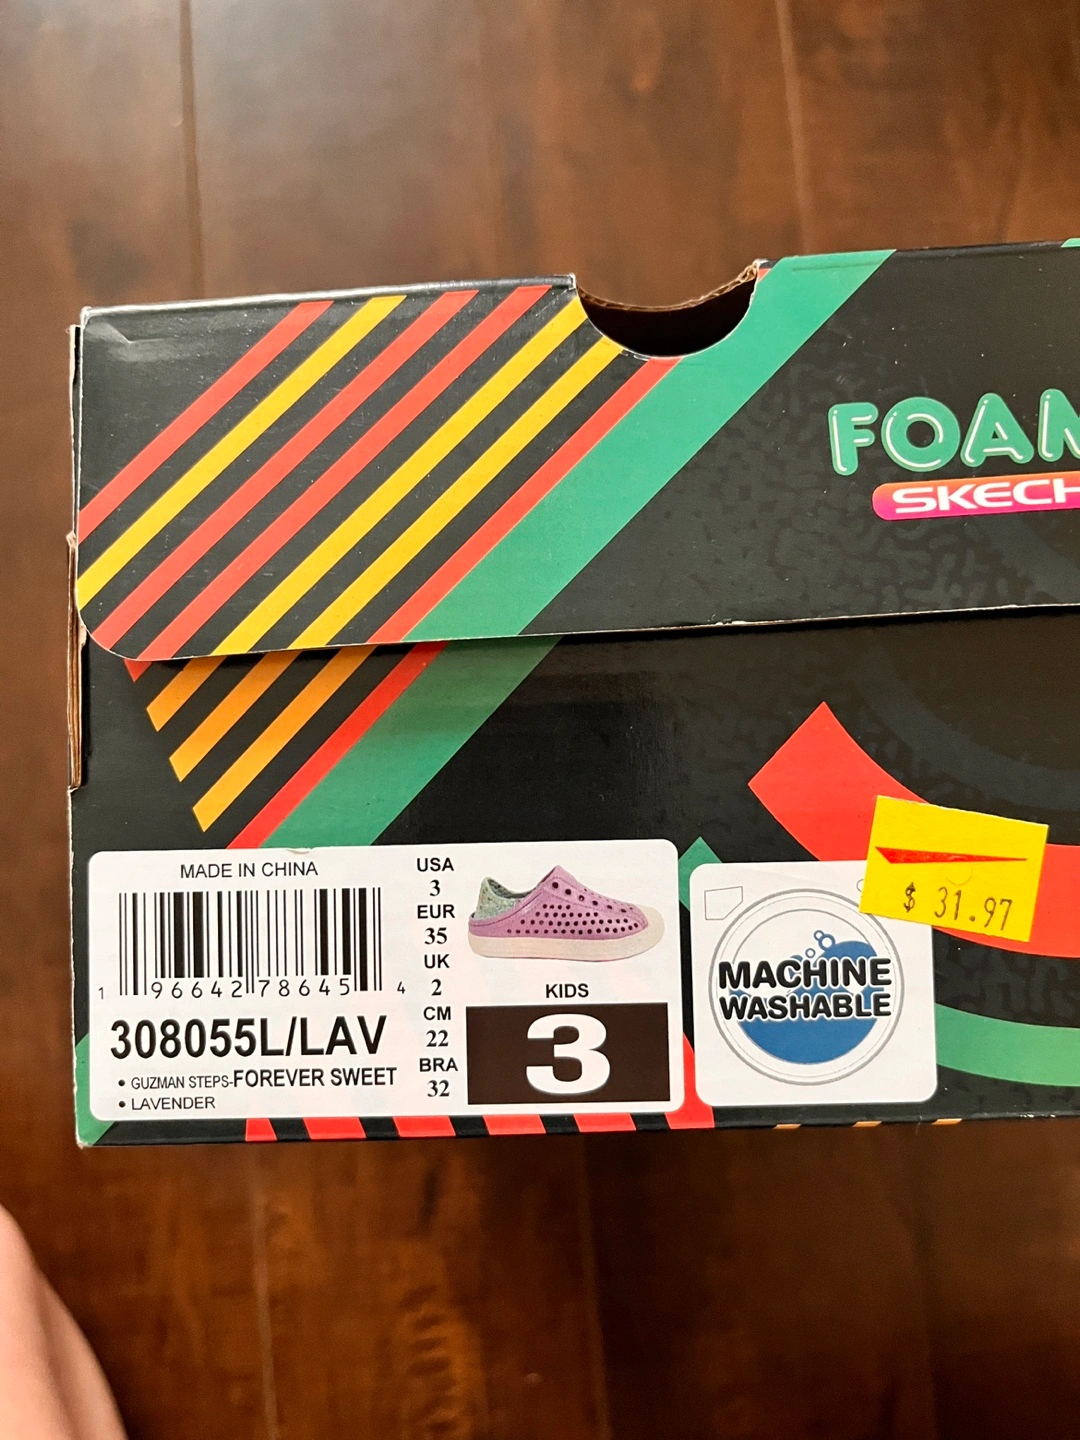 FOAM
SKECH
MADE IN CHINA
1 96642 78645 4
308055L/LAV
• GUZMAN STEPS-FOREVER SWEET
• LAVENDER
USA
3
EUR
35
UK
2
CM
22
BRA
32
KIDS
3
MACHINE
WASHABLE
$ 31.97